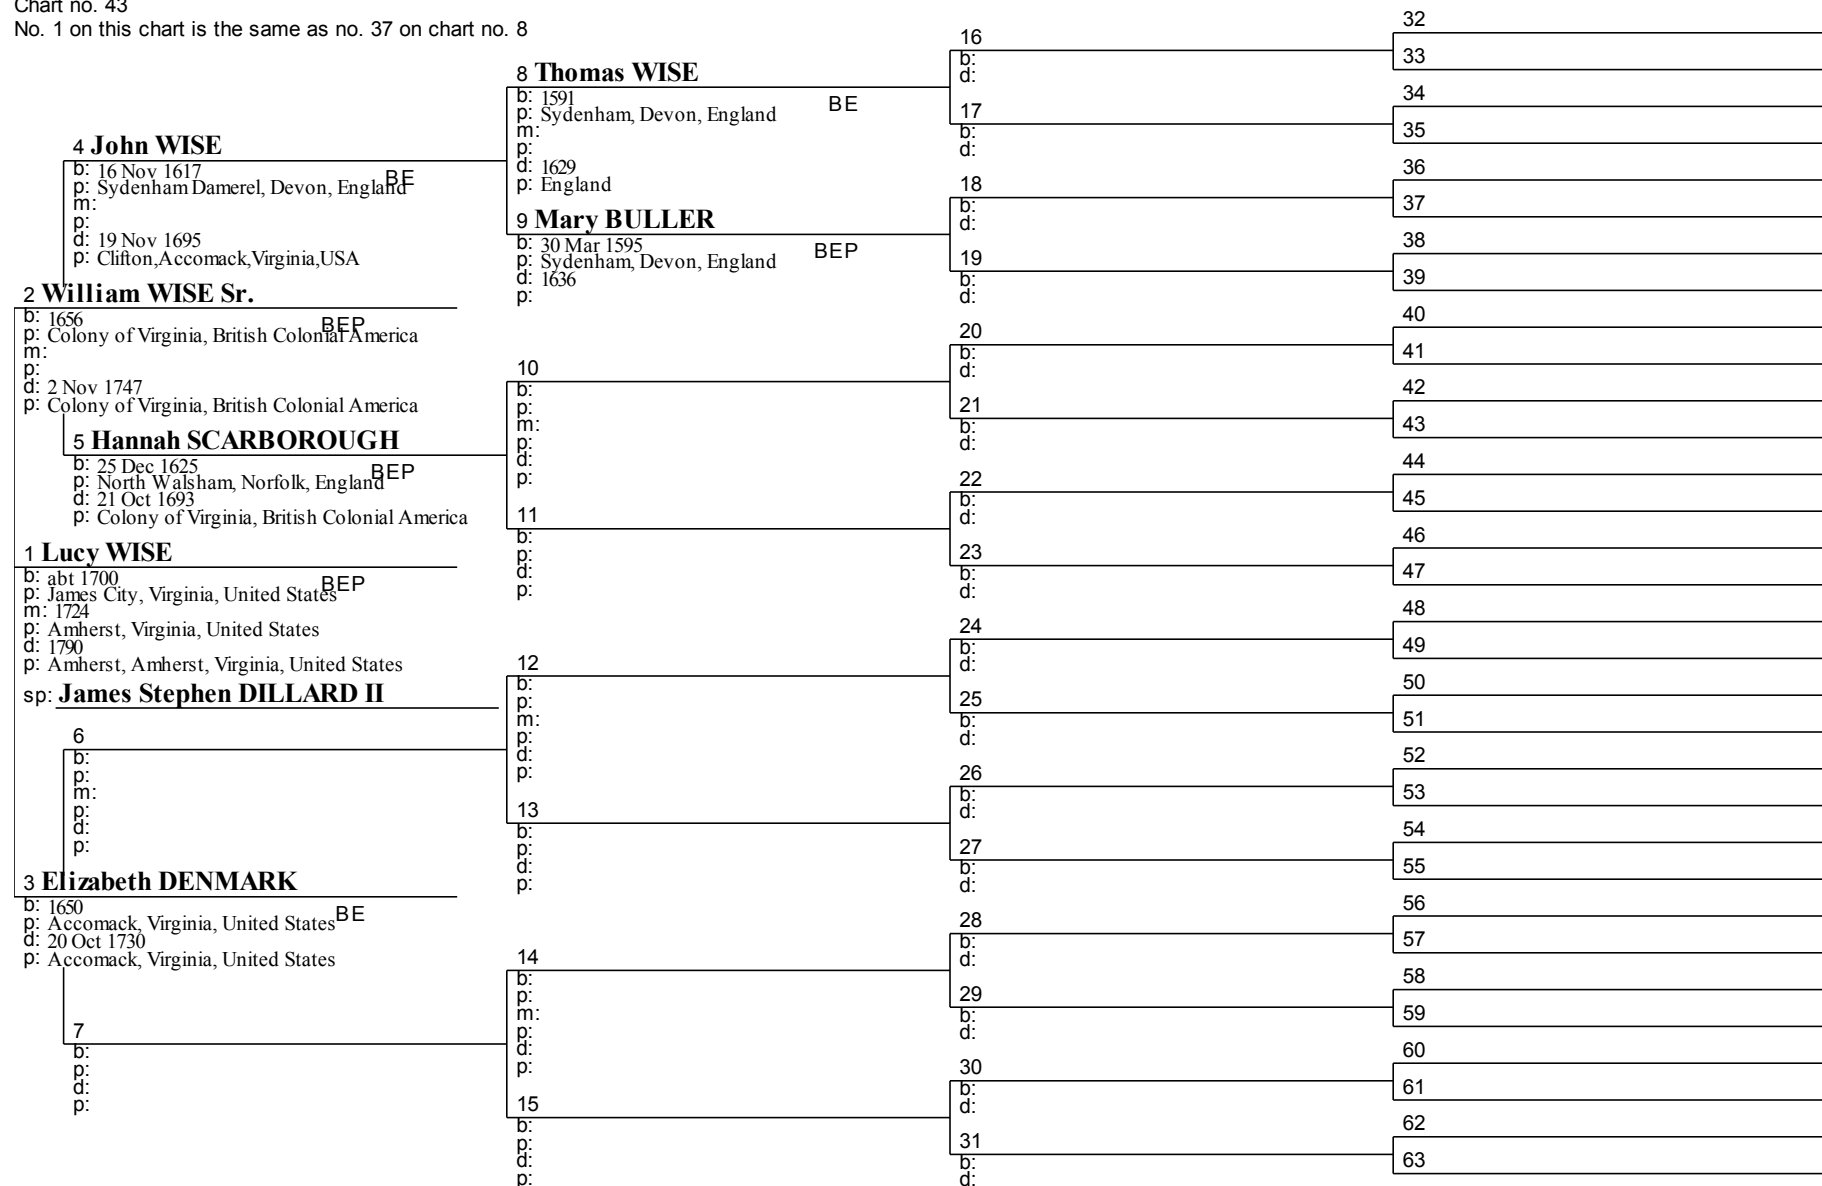 Chart no. 43
No. 1 on this chart is the same as no. 37 on chart no. 8
4 John WISE
b: 16 Nov 1617
BE
p: Sydenham Damerel, Devon, England
m:
p:
d: 19 Nov 1695
p: Clifton,Accomack,Virginia,USA
2 William WISE Sr.
b: 1656
BEP
p: Colony of Virginia, British Colonial America
m:
p:
d: 2 Nov 1747
p: Colony of Virginia, British Colonial America
5 Hannah SCARBOROUGH
b: 25 Dec 1625
BEP
p: North Walsham, Norfolk, England
d: 21 Oct 1693
p: Colony of Virginia, British Colonial America
1 Lucy WISE
b: abt 1700
BEP
p: James City, Virginia, United States
m: 1724
p: Amherst, Virginia, United States
d: 1790
p: Amherst, Amherst, Virginia, United States
sp: James Stephen DILLARD II
6
b:
p:
m:
p:
d:
p:
3 Elizabeth DENMARK
b: 1650
BE
p: Accomack, Virginia, United States
d: 20 Oct 1730
p: Accomack, Virginia, United States
7
b:
p:
d:
p:
8 Thomas WISE
b: 1591
BE
p: Sydenham, Devon, England
m:
p:
d: 1629
p: England
9 Mary BULLER
b: 30 Mar 1595
BEP
p: Sydenham, Devon, England
d: 1636
p:
10
b:
p:
m:
p:
d:
p:
11
b:
p:
d:
p:
12
b:
p:
m:
p:
d:
p:
13
b:
p:
d:
p:
14
b:
p:
m:
p:
d:
p:
15
b:
p:
d:
p:
16
b:
d:
17
b:
d:
18
b:
d:
19
b:
d:
20
b:
d:
21
b:
d:
22
b:
d:
23
b:
d:
24
b:
d:
25
b:
d:
26
b:
d:
27
b:
d:
28
b:
d:
29
b:
d:
30
b:
d:
31
b:
d:
32
33
34
35
36
37
38
39
40
41
42
43
44
45
46
47
48
49
50
51
52
53
54
55
56
57
58
59
60
61
62
63